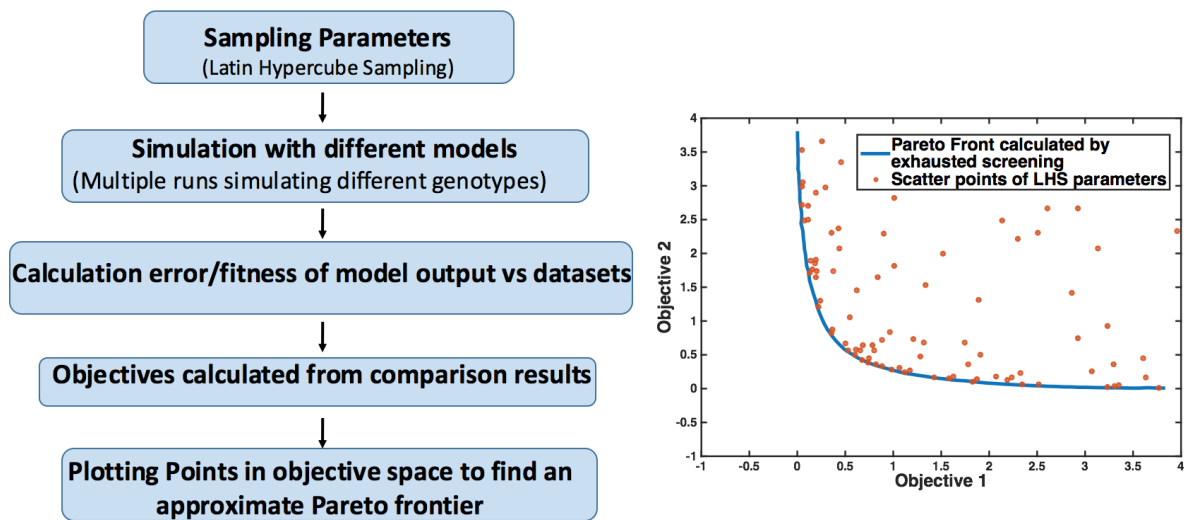 Sampling Parameters
(Latin Hypercube Sampling)
Simulation with different models
(Multiple runs simulating different genotypes)
Calculation error/fitness of model output vs datasets
Objectives calculated from comparison results
Plotting Points in objective space to find an
approximate Pareto frontier
4
3.5
3
2.5
2
1.5
1
0.5
0
-0.5
-1
Objective 2
Pareto Front calculated by
exhausted screening
Scatter points of LHS parameters
-1
-0.5
0
0.5
1
1.5
2
2.5
3
3.5
4
Objective 1